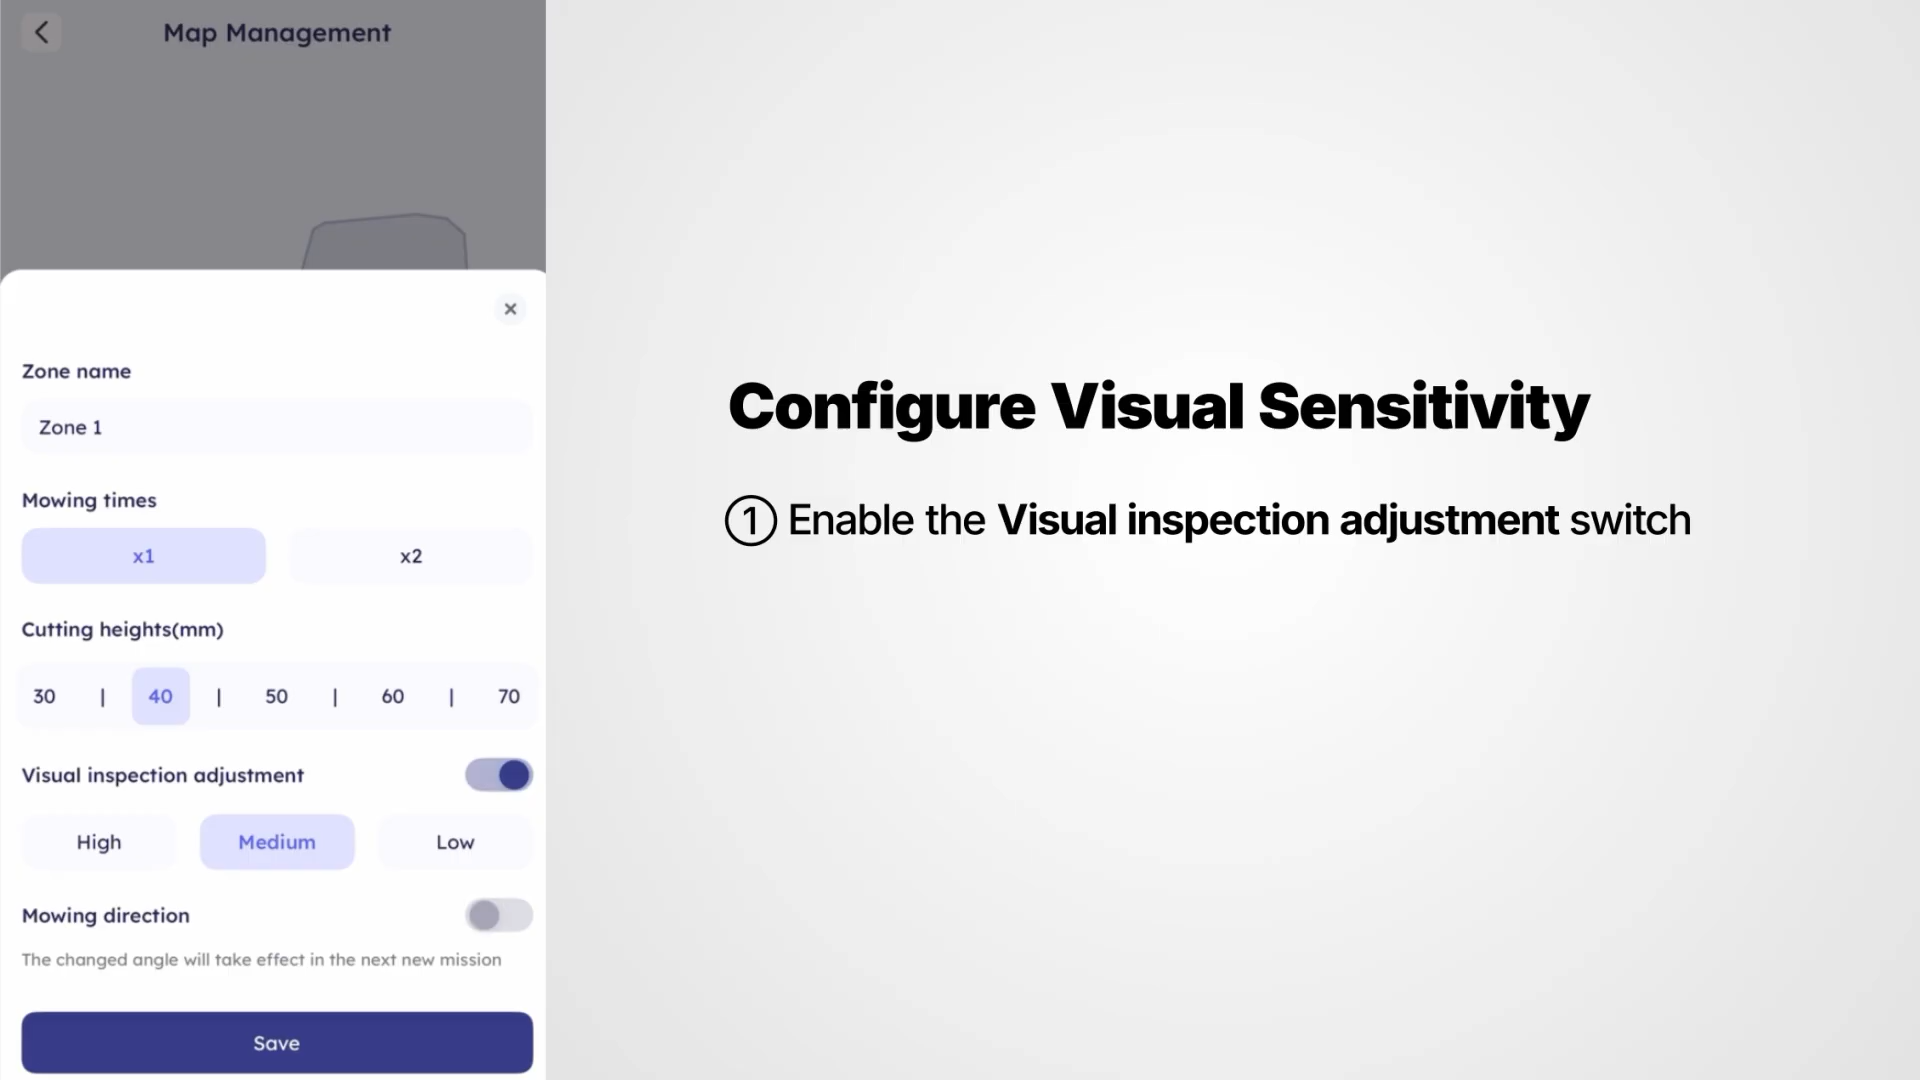 Map Management
Zone name
Zone 1
Mowing times
x1 x2
Cutting heights(mm)
30 | 40 | 50 | 60 | 70
Visual inspection adjustment
High Medium Low
Mowing direction
The changed angle will take effect in the next new mission
Save
Configure Visual Sensitivity
① Enable the Visual inspection adjustment switch